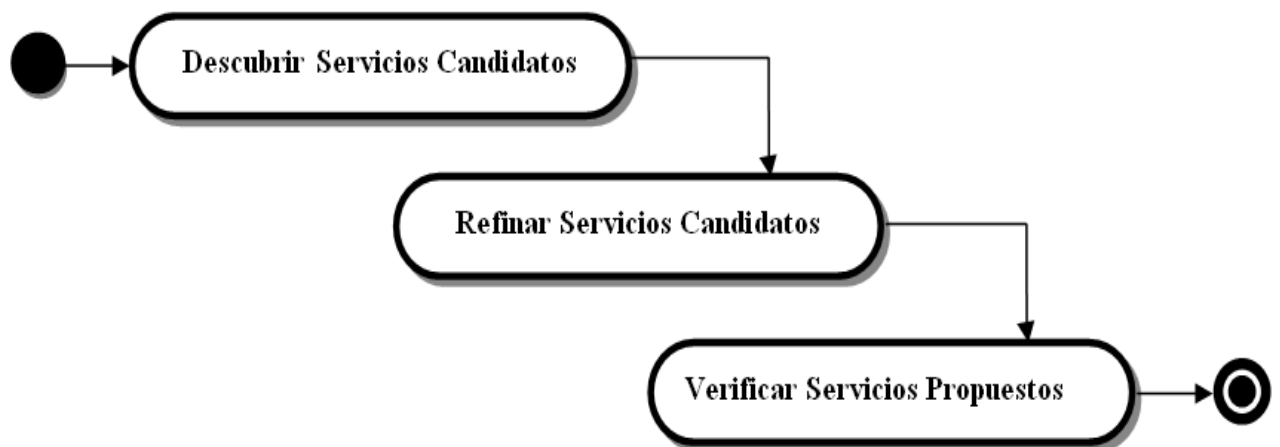 Descubrir Servicios Candidatos
Refinar Servicios Candidatos
Verificar Servicios Propuestos